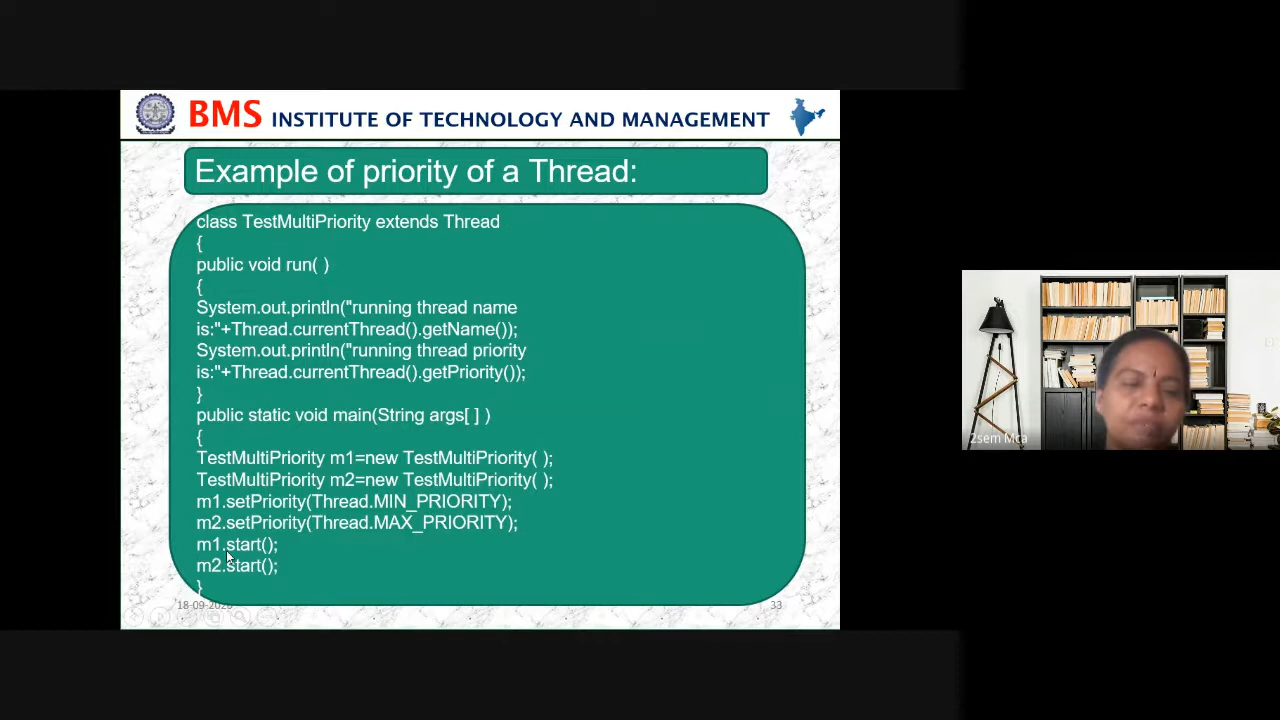 BMS INSTITUTE OF TECHNOLOGY AND MANAGEMENT
Example of priority of a Thread:
class TestMultiPriority extends Thread
{
public void run( )
{
System.out.println("running thread name
is:"+Thread.currentThread().getName());
System.out.println("running thread priority
is:"+Thread.currentThread().getPriority());
}
public static void main(String args[ ] )
{
TestMultiPriority m1=new TestMultiPriority( );
TestMultiPriority m2=new TestMultiPriority( );
m1.setPriority(Thread.MIN_PRIORITY);
m2.setPriority(Thread.MAX_PRIORITY);
m1.start();
m2.start();
}
33
2sem Mca